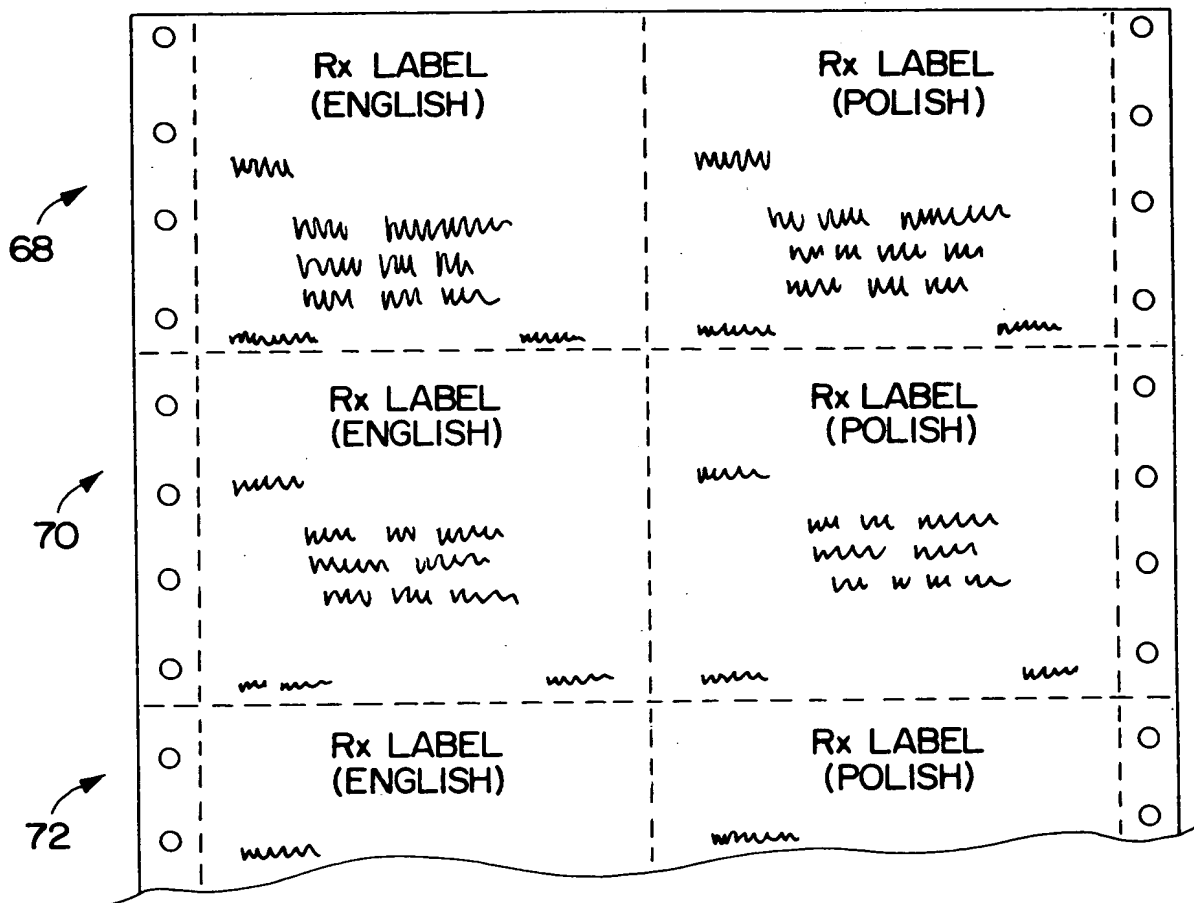 Rx LABEL
(ENGLISH)
Rx LABEL
(POLISH)
68
Rx LABEL
(ENGLISH)
Rx LABEL
(POLISH)
70
Rx LABEL
(ENGLISH)
Rx LABEL
(POLISH)
72